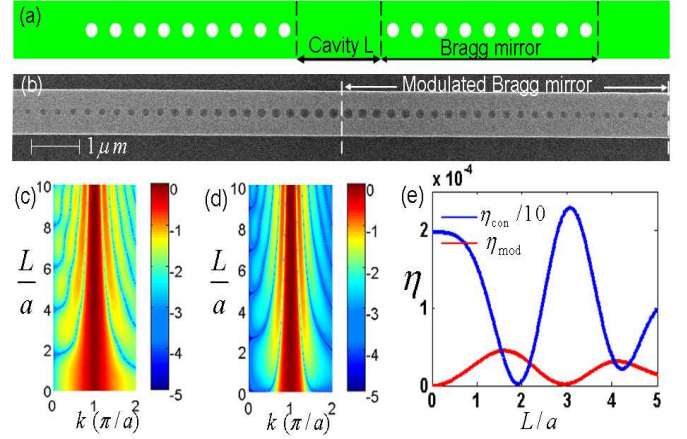 (a)
Cavity L
Bragg mirror
(b)
Modulated Bragg mirror
1 μm
(c)
10
8
6
4
2
0
L/a
0 1 2
k (π/a)
0
-1
-2
-3
-4
-5
(d)
10
8
6
4
2
0
L/a
0 1 2
k (π/a)
0
-1
-2
-3
-4
-5
(e)
x 10⁻⁴
η_con /10
η_mod
2
1
0
η
0 1 2 3 4 5
L/a